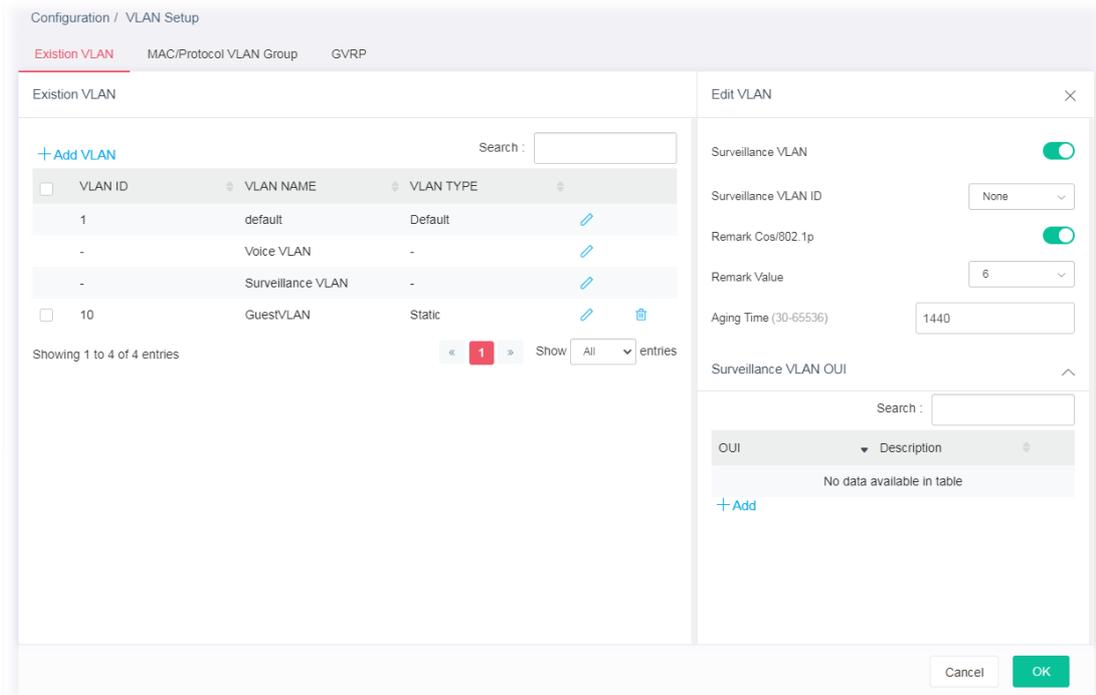 Configuration / VLAN Setup
Existion VLAN MAC/Protocol VLAN Group GVRP
Existion VLAN
Add VLAN
Search :
VLAN ID VLAN NAME VLAN TYPE
1 default Default
- Voice VLAN -
- Surveillance VLAN -
10 GuestVLAN Static
Showing 1 to 4 of 4 entries
« 1 » Show All entries
Edit VLAN
Surveillance VLAN
Surveillance VLAN ID None
Remark Cos/802.1p
Remark Value 6
Aging Time (30-65536) 1440
Surveillance VLAN OUI
Search :
OUI Description
No data available in table
Add
Cancel OK